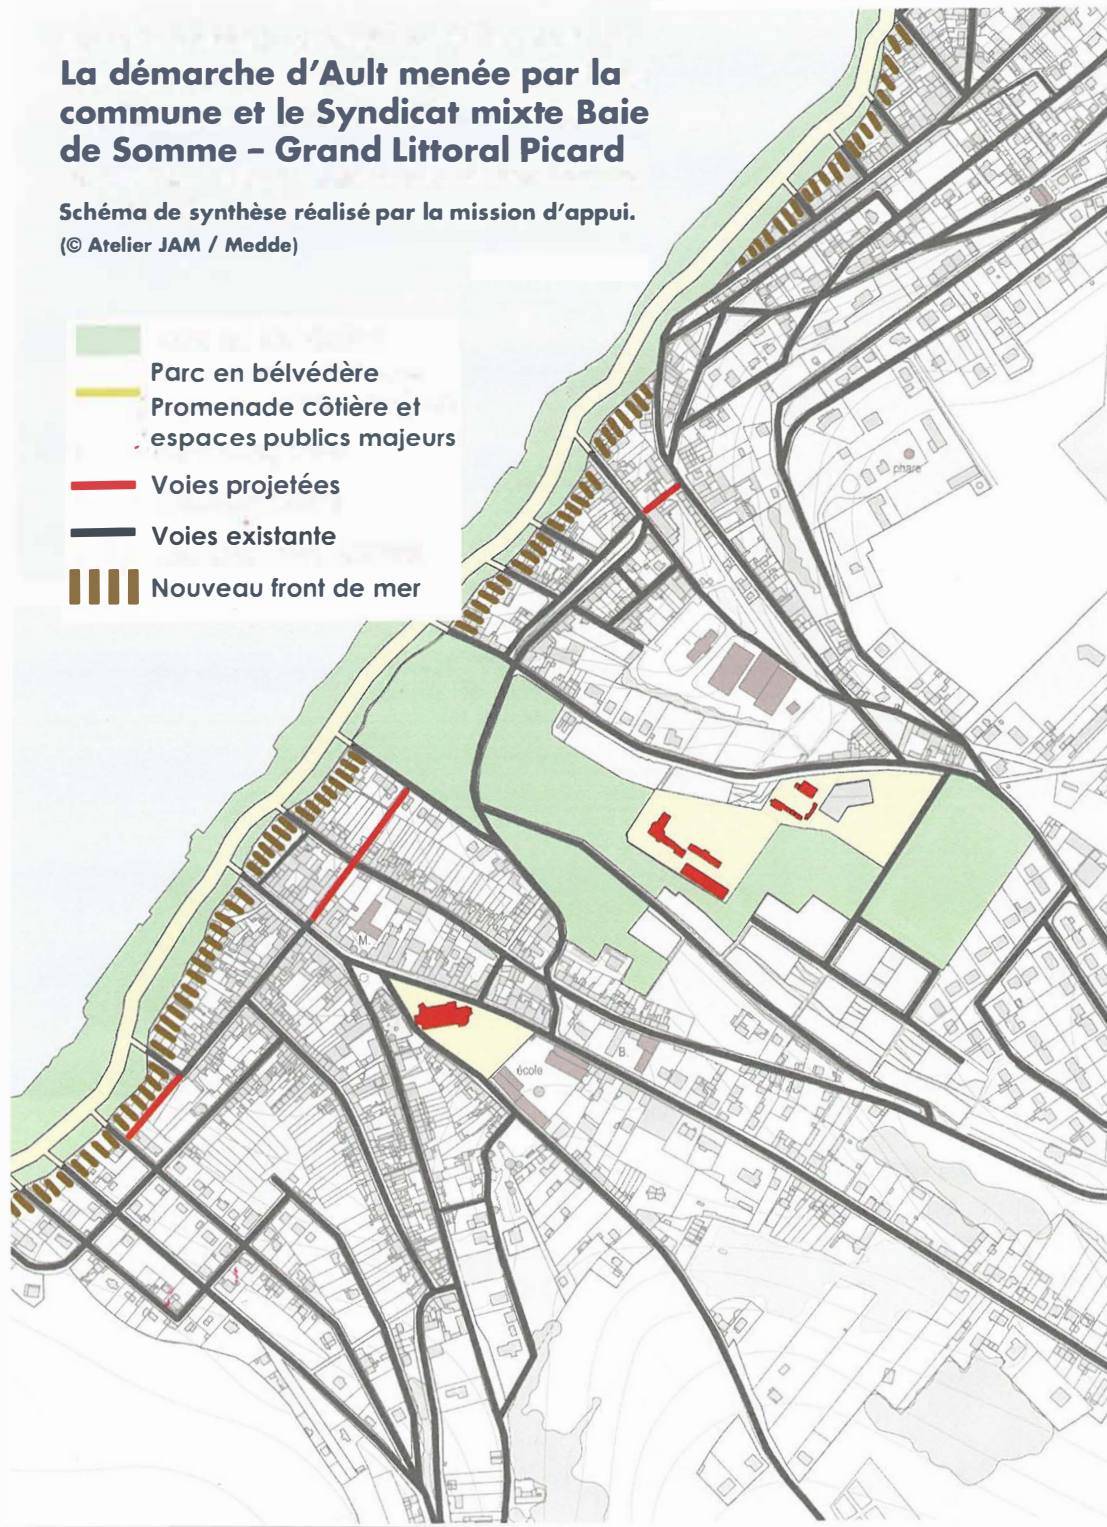 La démarche d'Ault menée par la
commune et le Syndicat mixte Baie
de Somme – Grand Littoral Picard
Schéma de synthèse réalisé par la mission d'appui.
(© Atelier JAM / Medde)
Parc en bélvédère
Promenade côtière et
espaces publics majeurs
Voies projetées
Voies existante
Nouveau front de mer
phare
M.
B.
école